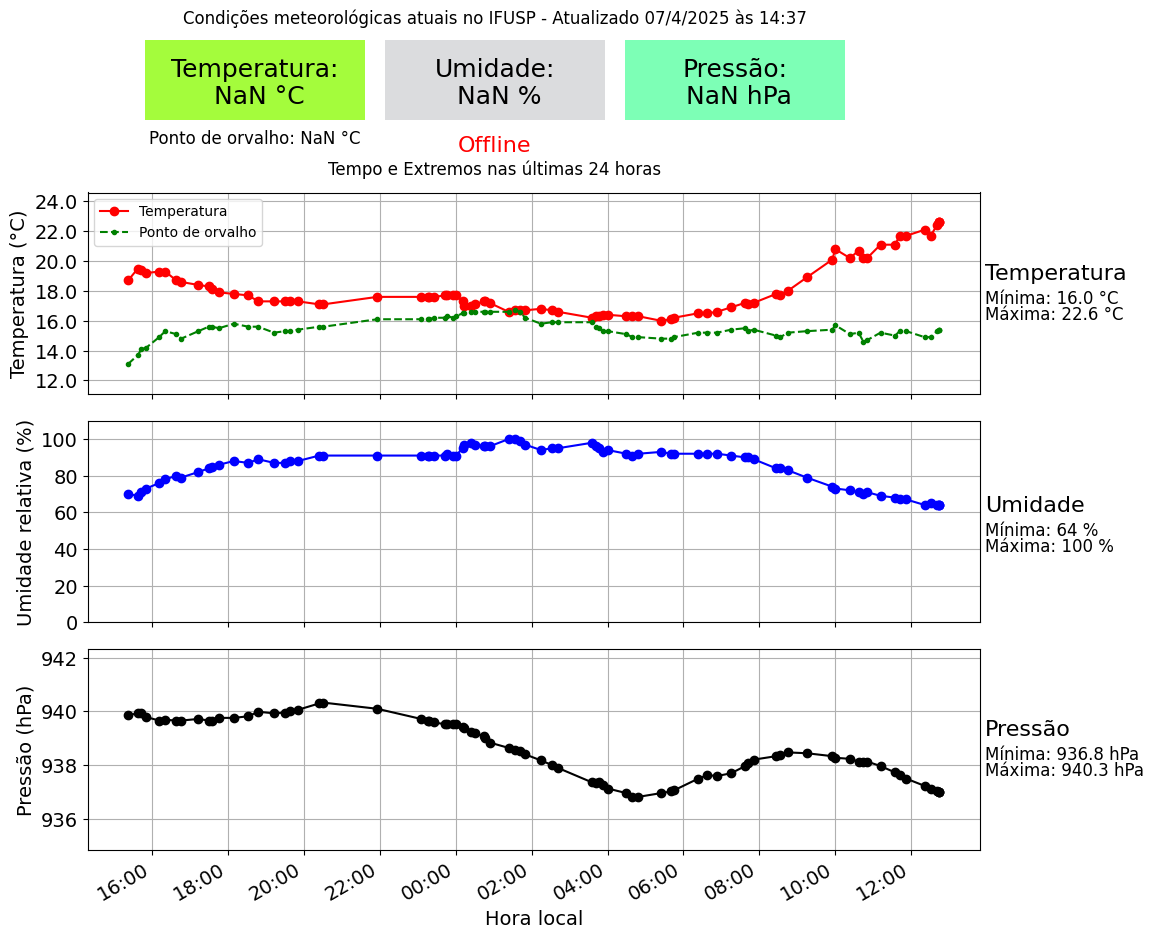 Condições meteorológicas atuais no IFUSP - Atualizado 07/4/2025 às 14:37
Temperatura:
NaN °C
Umidade:
NaN %
Pressão:
NaN hPa
Ponto de orvalho: NaN °C
Offline
Tempo e Extremos nas últimas 24 horas
Temperatura (°C)
24.0
22.0
20.0
18.0
16.0
14.0
12.0
Temperatura
Ponto de orvalho
Temperatura
Mínima: 16.0 °C
Máxima: 22.6 °C
Umidade relativa (%)
100
80
60
40
20
0
Umidade
Mínima: 64 %
Máxima: 100 %
Pressão (hPa)
942
940
938
936
Pressão
Mínima: 936.8 hPa
Máxima: 940.3 hPa
16:00
18:00
20:00
22:00
00:00
02:00
04:00
06:00
08:00
10:00
12:00
Hora local